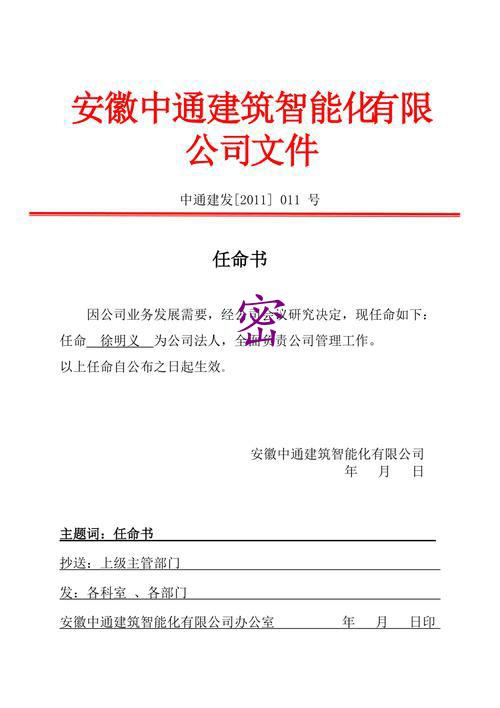 安徽中通建筑智能化有限
公司文件
中通建发[2011] 011 号
任命书
因公司业务发展需要，经公司会议研究决定，现任命如下：
密
任命 徐明义 为公司法人，全面负责公司管理工作。
以上任命自公布之日起生效。
安徽中通建筑智能化有限公司
年 月 日
主题词：任命书
抄送：上级主管部门
发：各科室 、各部门
安徽中通建筑智能化有限公司办公室 年 月 日印